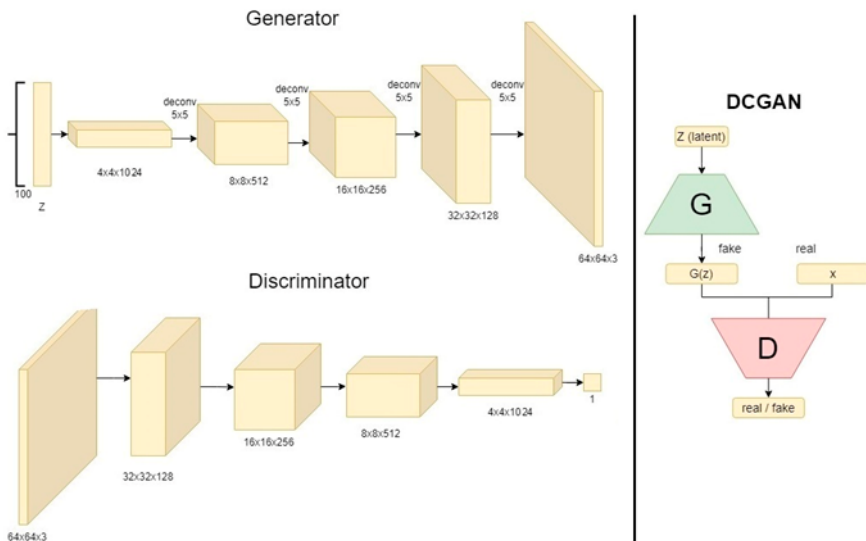 Generator
deconv
5x5
deconv
5x5
deconv
5x5
deconv
5x5
100
Z
4x4x1024
8x8x512
16x16x256
32x32x128
64x64x3
Discriminator
64x64x3
32x32x128
16x16x256
8x8x512
4x4x1024
1
DCGAN
Z (latent)
G
fake
real
G(z)
x
D
real / fake